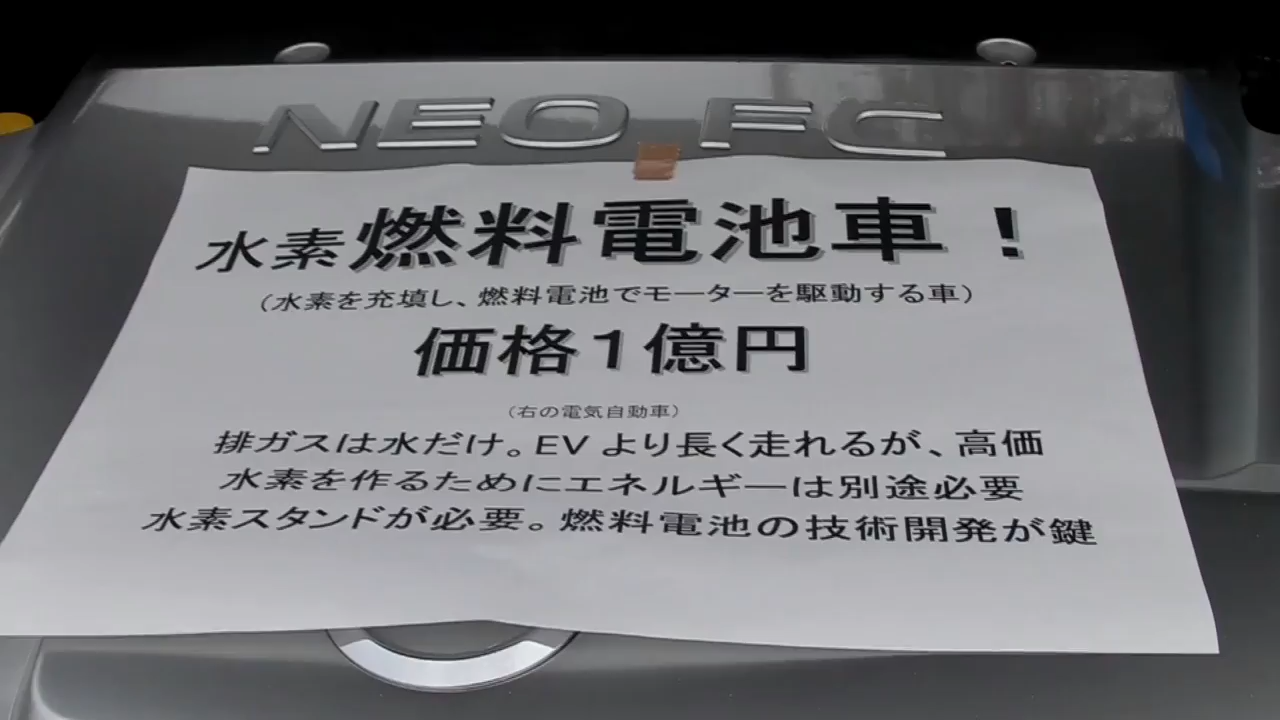 NEO FC
水素燃料電池車！
（水素を充填し、燃料電池でモーターを駆動する車）
価格１億円
（右の電気自動車）
排ガスは水だけ。EVより長く走れるが、高価
水素を作るためにエネルギーは別途必要
水素スタンドが必要。燃料電池の技術開発が鍵